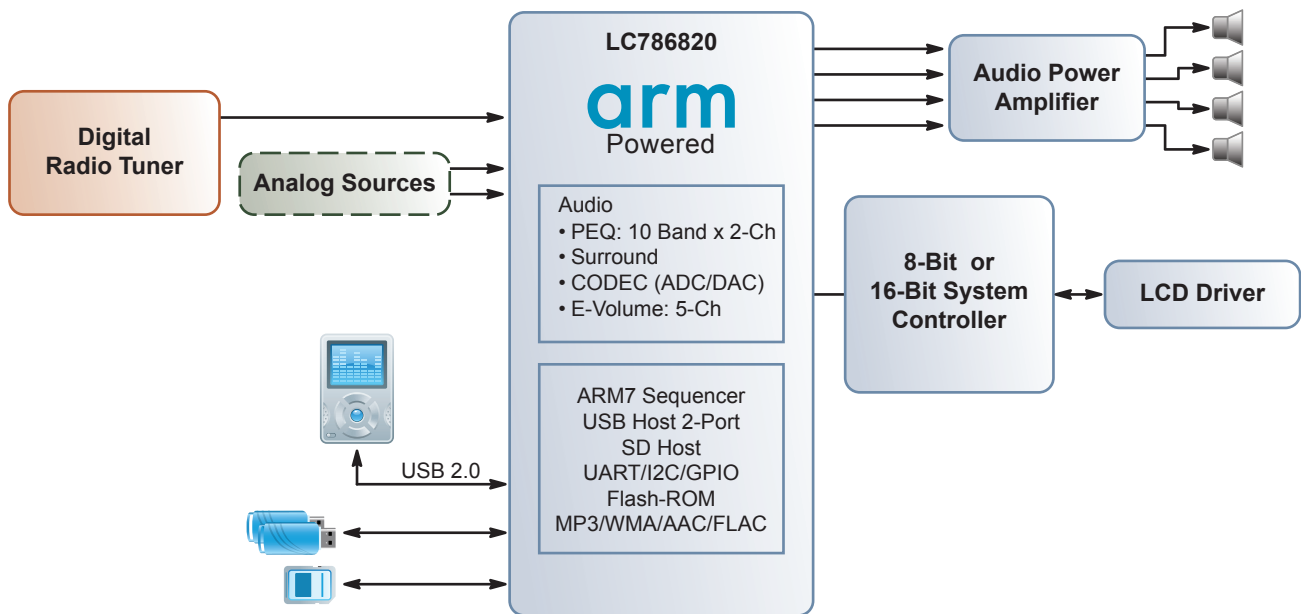 LC786820
arm
Powered
Digital
Radio Tuner
Analog Sources
Audio
• PEQ: 10 Band x 2-Ch
• Surround
• CODEC (ADC/DAC)
• E-Volume: 5-Ch
ARM7 Sequencer
USB Host 2-Port
SD Host
UART/I2C/GPIO
Flash-ROM
MP3/WMA/AAC/FLAC
USB 2.0
Audio Power
Amplifier
8-Bit or
16-Bit System
Controller
LCD Driver